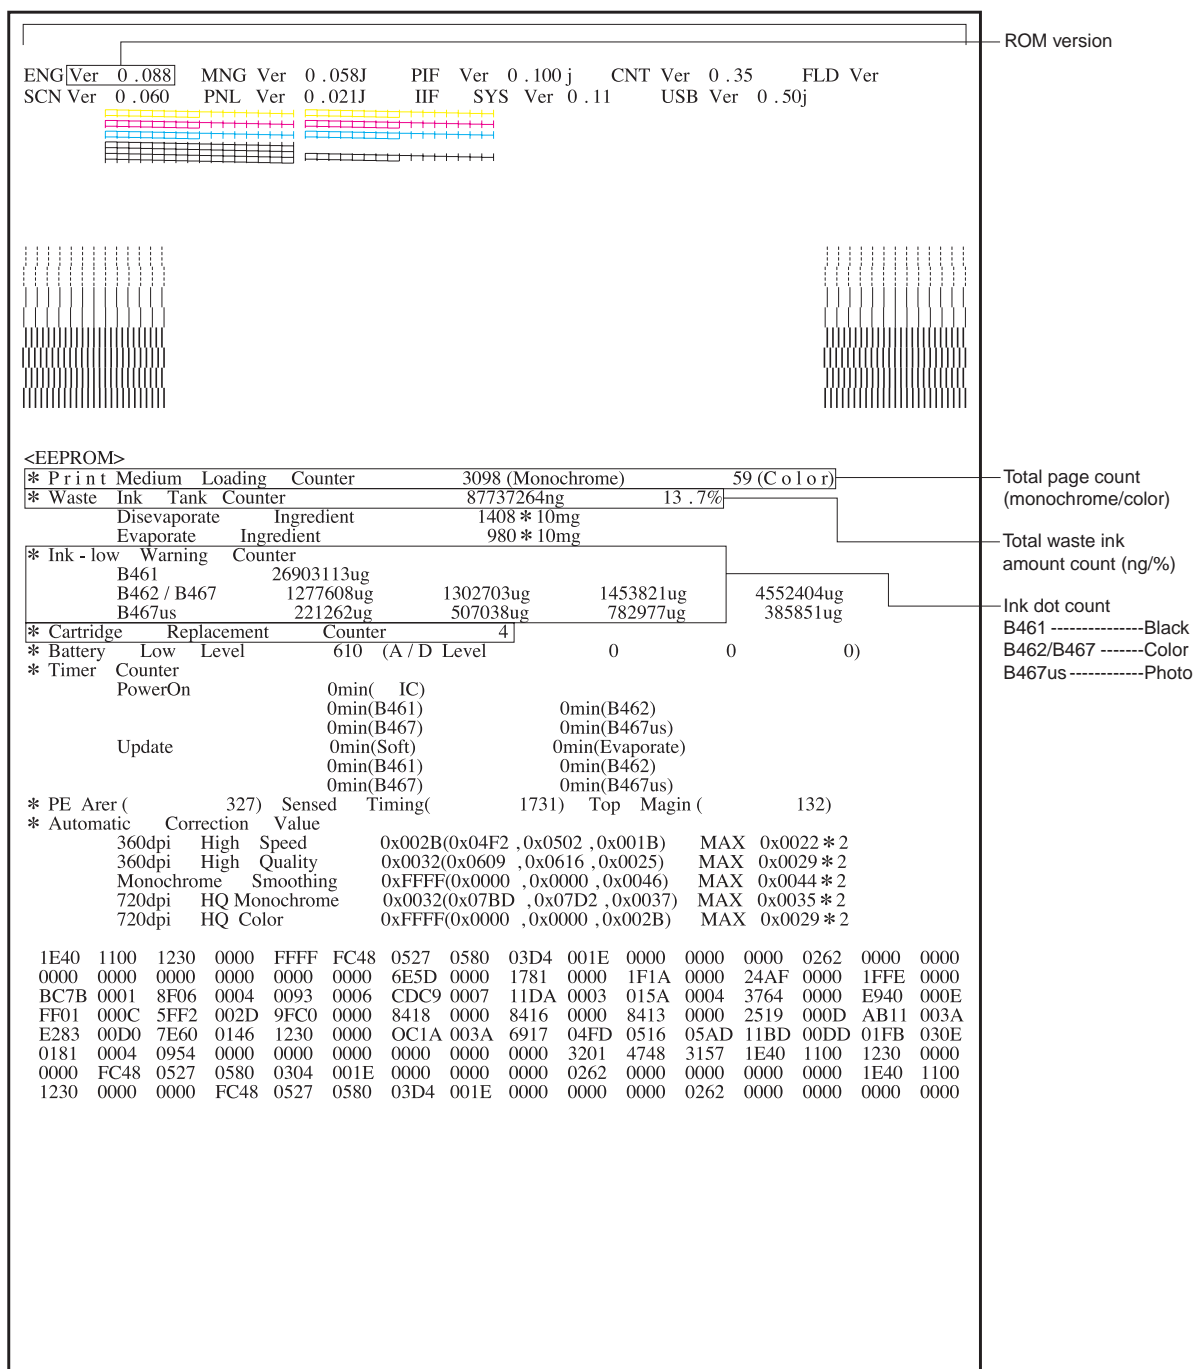 ROM version
ENG Ver 0 .088 MNG Ver 0 .058J PIF Ver 0 .100 j CNT Ver 0 .35 FLD Ver
SCN Ver 0 .060 PNL Ver 0 .021J IIF SYS Ver 0 .11 USB Ver 0 .50j
<EEPROM>
* P r i n t Medium Loading Counter 3098 (Monochrome) 59 (C o l o r)
Total page count
(monochrome/color)
* Waste Ink Tank Counter 87737264ng 13 .7%
Disevaporate Ingredient 1408 * 10mg
Evaporate Ingredient 980 * 10mg
Total waste ink
amount count (ng/%)
* Ink - low Warning Counter
B461 26903113ug
B462 / B467 1277608ug 1302703ug 1453821ug 4552404ug
B467us 221262ug 507038ug 782977ug 385851ug
Ink dot count
B461 ---------------Black
B462/B467 -------Color
B467us ------------Photo
* Cartridge Replacement Counter 4
* Battery Low Level 610 (A / D Level 0 0 0)
* Timer Counter
PowerOn 0min( IC)
0min(B461) 0min(B462)
0min(B467) 0min(B467us)
Update 0min(Soft) 0min(Evaporate)
0min(B461) 0min(B462)
0min(B467) 0min(B467us)
* PE Arer ( 327) Sensed Timing( 1731) Top Magin ( 132)
* Automatic Correction Value
360dpi High Speed 0x002B(0x04F2 ,0x0502 ,0x001B) MAX 0x0022 * 2
360dpi High Quality 0x0032(0x0609 ,0x0616 ,0x0025) MAX 0x0029 * 2
Monochrome Smoothing 0xFFFF(0x0000 ,0x0000 ,0x0046) MAX 0x0044 * 2
720dpi HQ Monochrome 0x0032(0x07BD ,0x07D2 ,0x0037) MAX 0x0035 * 2
720dpi HQ Color 0xFFFF(0x0000 ,0x0000 ,0x002B) MAX 0x0029 * 2
1E40 1100 1230 0000 FFFF FC48 0527 0580 03D4 001E 0000 0000 0000 0262 0000 0000
0000 0000 0000 0000 0000 0000 6E5D 0000 1781 0000 1F1A 0000 24AF 0000 1FFE 0000
BC7B 0001 8F06 0004 0093 0006 CDC9 0007 11DA 0003 015A 0004 3764 0000 E940 000E
FF01 000C 5FF2 002D 9FC0 0000 8418 0000 8416 0000 8413 0000 2519 000D AB11 003A
E283 00D0 7E60 0146 1230 0000 OC1A 003A 6917 04FD 0516 05AD 11BD 00DD 01FB 030E
0181 0004 0954 0000 0000 0000 0000 0000 0000 3201 4748 3157 1E40 1100 1230 0000
0000 FC48 0527 0580 0304 001E 0000 0000 0000 0262 0000 0000 0000 0000 1E40 1100
1230 0000 0000 FC48 0527 0580 03D4 001E 0000 0000 0000 0262 0000 0000 0000 0000